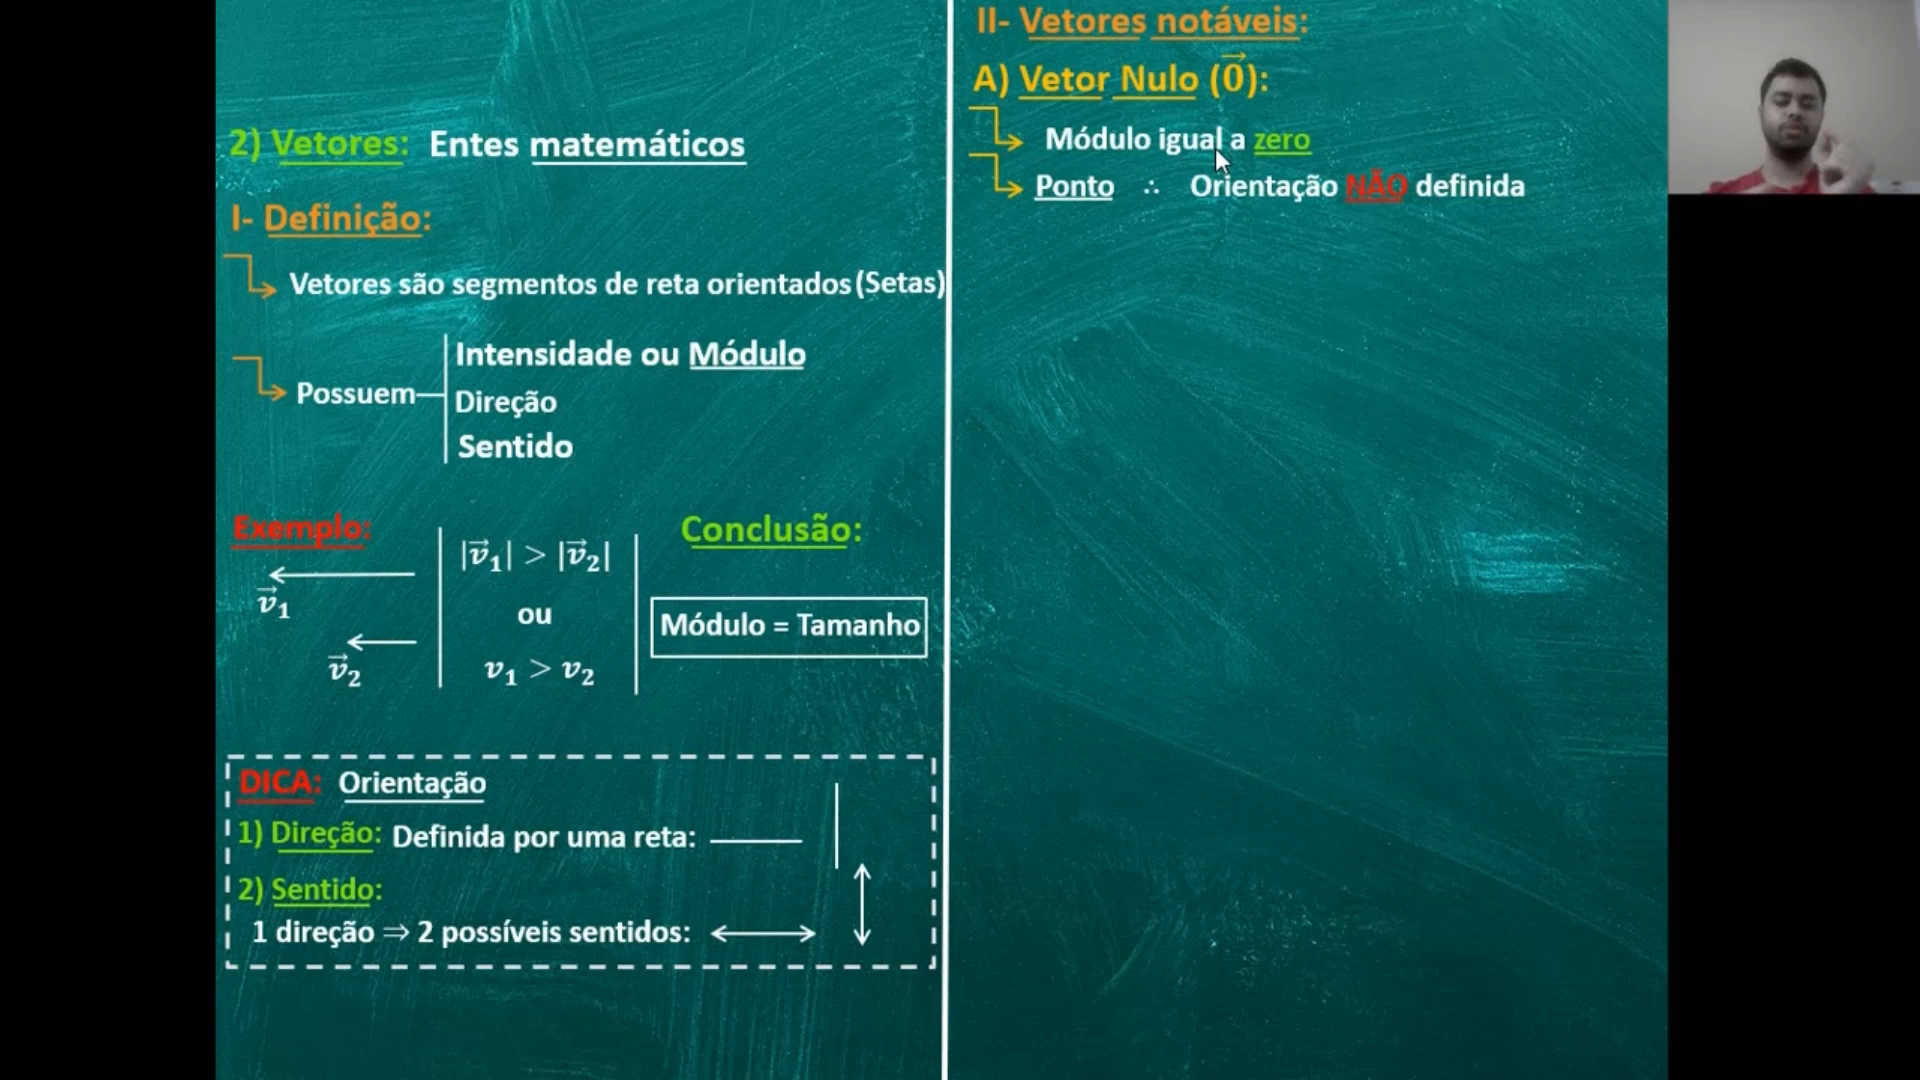 2) Vetores: Entes matemáticos
I- Definição:
Vetores são segmentos de reta orientados (Setas)
Possuem
Intensidade ou Módulo
Direção
Sentido
Exemplo:
v⃗₁
v⃗₂
|v⃗₁| > |v⃗₂|
ou
v₁ > v₂
Conclusão:
Módulo = Tamanho
DICA: Orientação
1) Direção: Definida por uma reta:
2) Sentido:
1 direção ⇒ 2 possíveis sentidos:
II- Vetores notáveis:
A) Vetor Nulo (0⃗):
Módulo igual a zero
Ponto ∴ Orientação NÃO definida